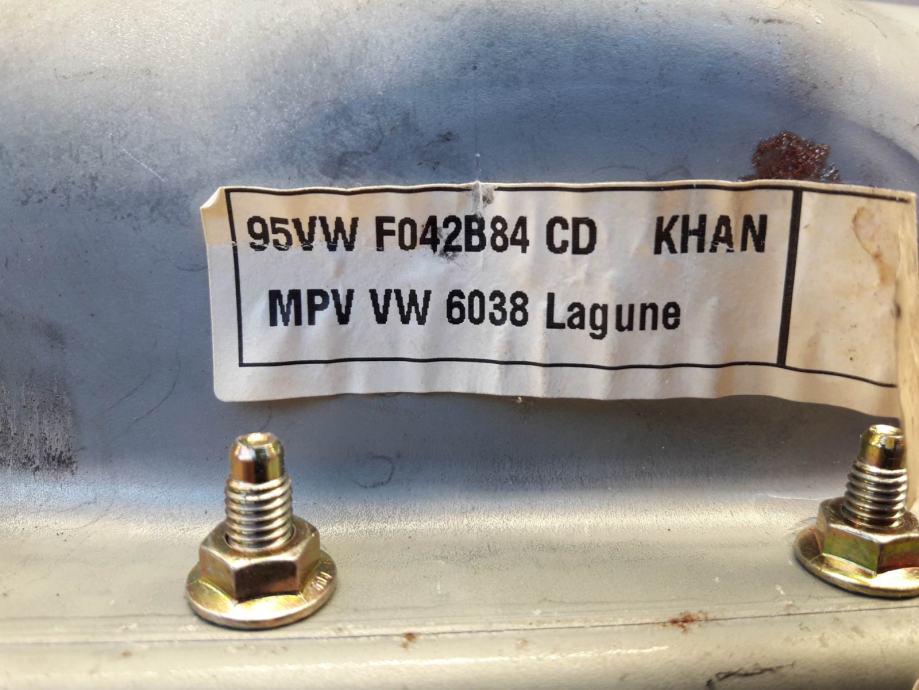 95VW F042B84 CD KHAN
MPV VW 6038 Lagune